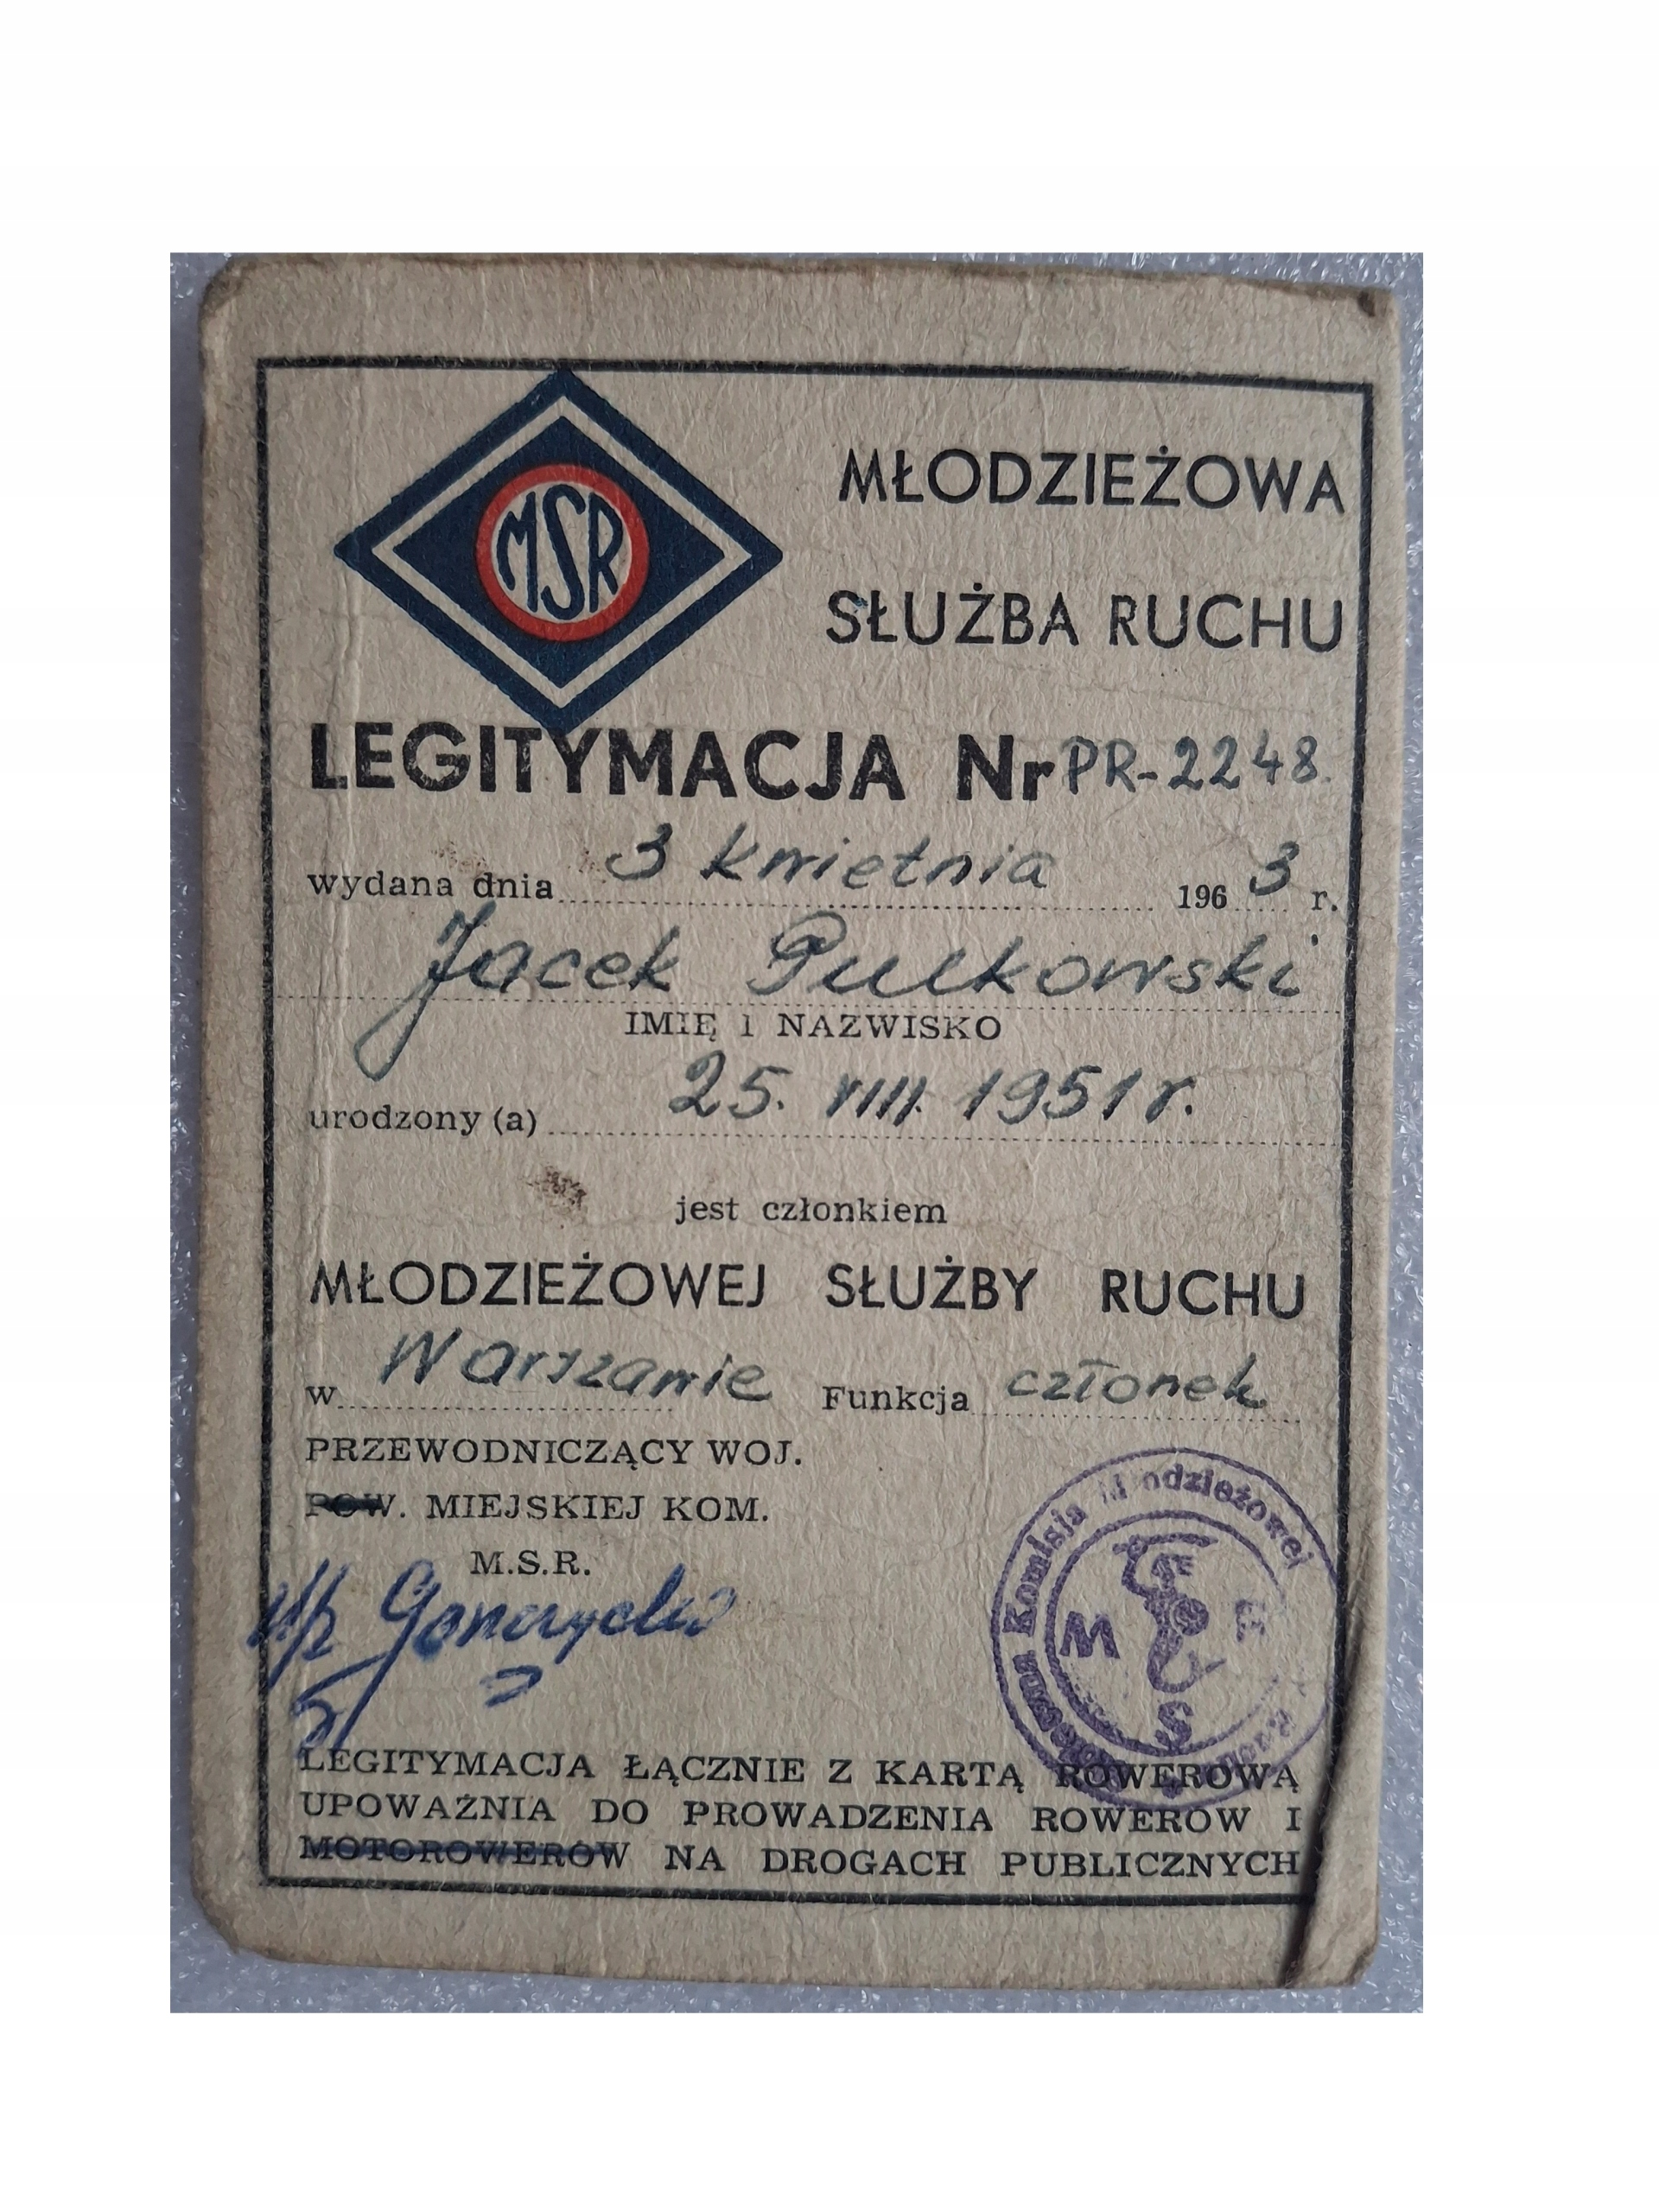 MSR
MŁODZIEŻOWA
SŁUŻBA RUCHU
LEGITYMACJA Nr PR-2248.
wydana dnia 3 kwietnia 1963 r.
Jacek Pulkowski
IMIĘ I NAZWISKO
urodzony (a) 25. VIII. 1951 r.
jest członkiem
MŁODZIEŻOWEJ SŁUŻBY RUCHU
w Warszawie Funkcja członek
PRZEWODNICZĄCY WOJ.
POW. MIEJSKIEJ KOM.
M.S.R.
Komisja Młodzieżowej
M S R
W
LEGITYMACJA ŁĄCZNIE Z KARTĄ ROWEROWĄ
UPOWAŻNIA DO PROWADZENIA ROWERÓW I
MOTOROWERÓW NA DROGACH PUBLICZNYCH